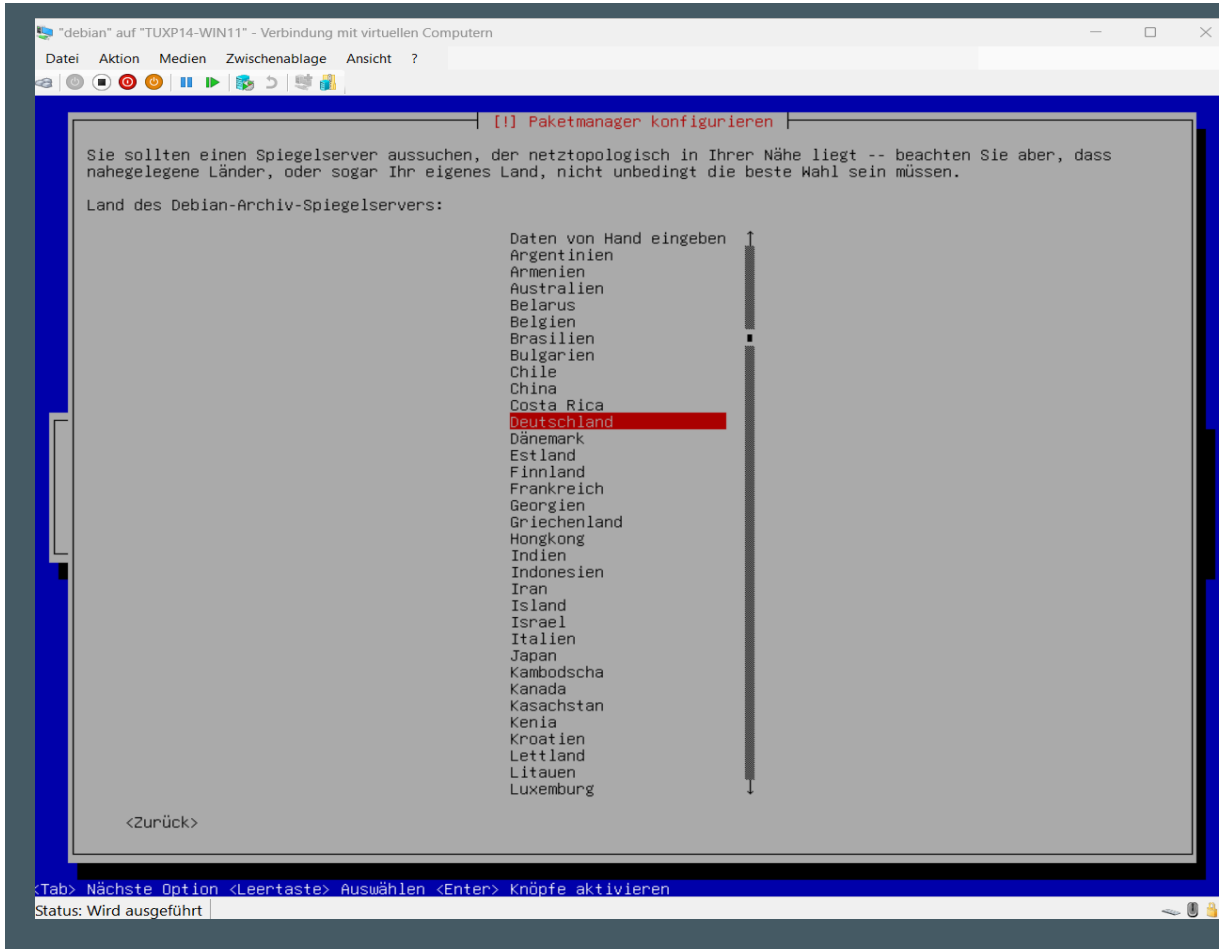 "debian" auf "TUXP14-WIN11" - Verbindung mit virtuellen Computern
Datei Aktion Medien Zwischenablage Ansicht ?
[!] Paketmanager konfigurieren
Sie sollten einen Spiegelserver aussuchen, der netztopologisch in Ihrer Nähe liegt -- beachten Sie aber, dass
nahegelegene Länder, oder sogar Ihr eigenes Land, nicht unbedingt die beste Wahl sein müssen.
Land des Debian-Archiv-Spiegelservers:
Daten von Hand eingeben
Argentinien
Armenien
Australien
Belarus
Belgien
Brasilien
Bulgarien
Chile
China
Costa Rica
Deutschland
Dänemark
Estland
Finnland
Frankreich
Georgien
Griechenland
Hongkong
Indien
Indonesien
Iran
Island
Israel
Italien
Japan
Kambodscha
Kanada
Kasachstan
Kenia
Kroatien
Lettland
Litauen
Luxemburg
<Zurück>
<Tab> Nächste Option <Leertaste> Auswählen <Enter> Knöpfe aktivieren
Status: Wird ausgeführt